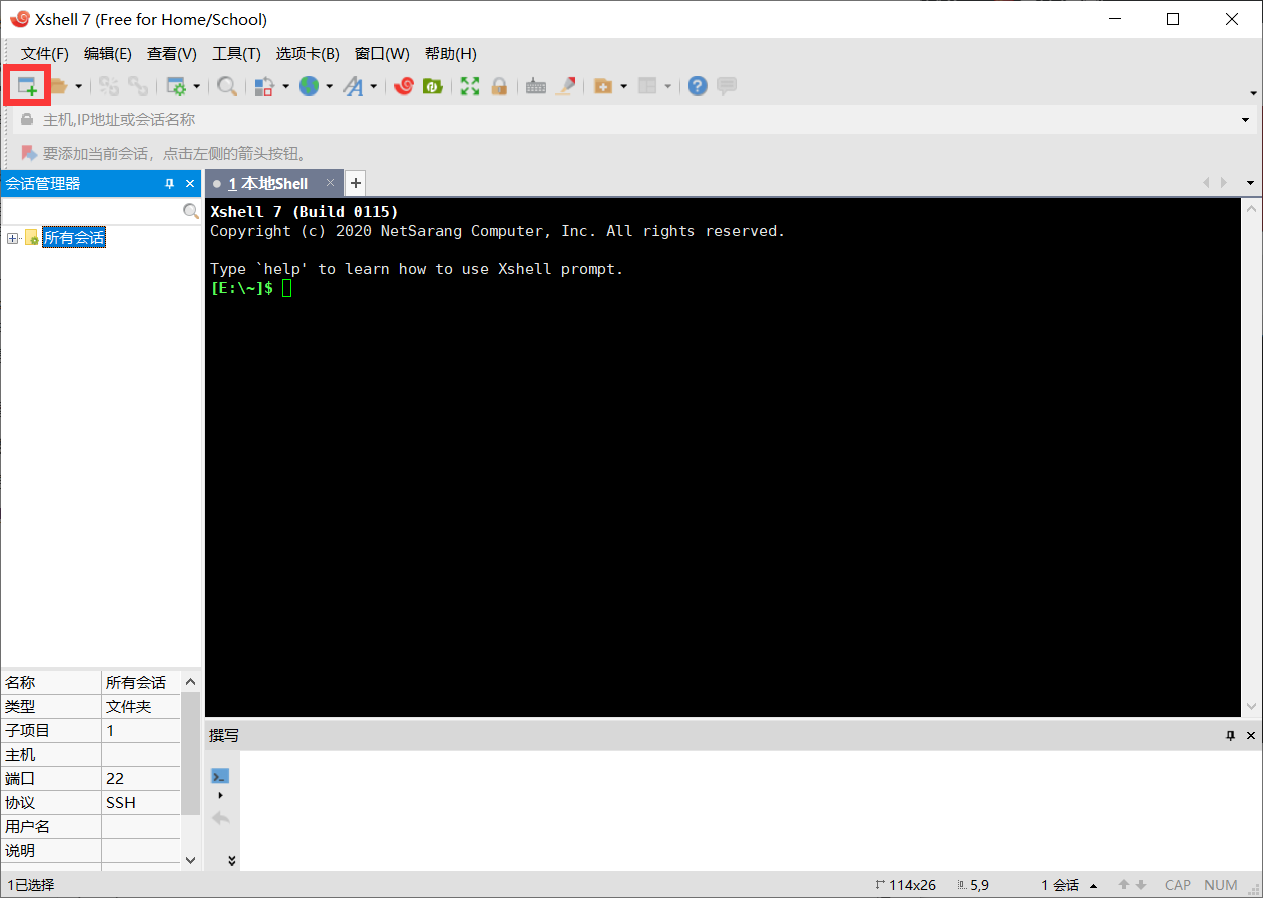 Xshell 7 (Free for Home/School)
文件(F) 编辑(E) 查看(V) 工具(T) 选项卡(B) 窗口(W) 帮助(H)
主机,IP地址或会话名称
要添加当前会话，点击左侧的箭头按钮。
会话管理器
1 本地Shell
所有会话
Xshell 7 (Build 0115)
Copyright (c) 2020 NetSarang Computer, Inc. All rights reserved.
Type `help' to learn how to use Xshell prompt.
[E:\~]$
名称 所有会话
类型 文件夹
子项目 1
主机
端口 22
协议 SSH
用户名
说明
撰写
1已选择 114x26 5,9 1 会话 CAP NUM